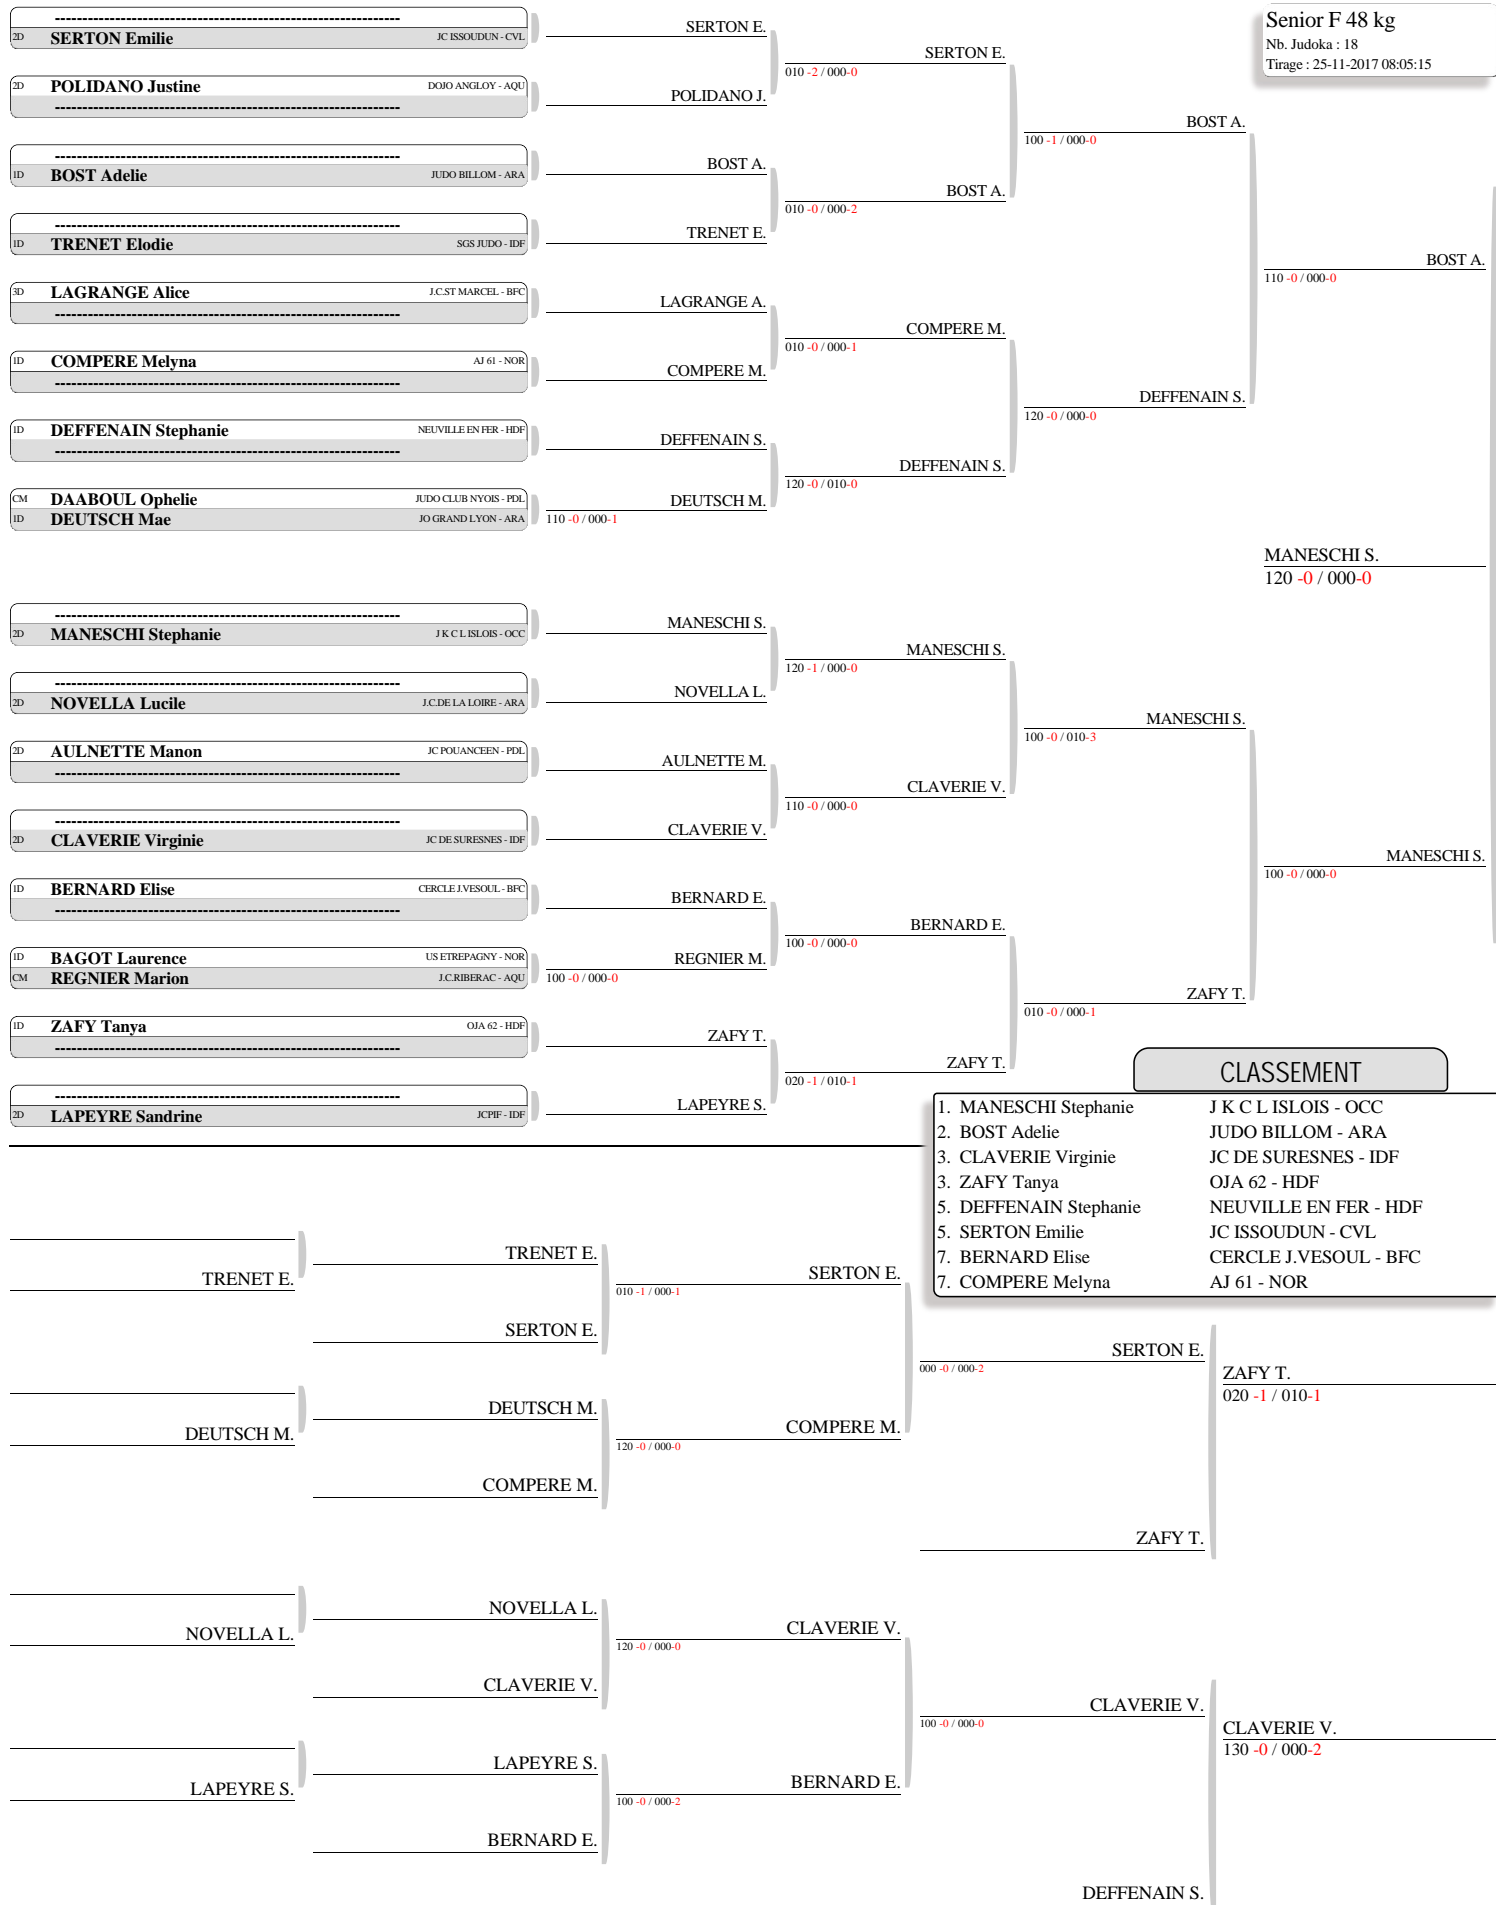 Senior F 48 kg
Nb. Judoka : 18
Tirage : 25-11-2017 08:05:15
--------------------------------------------------------------
2D SERTON Emilie JC ISSOUDUN - CVL
2D POLIDANO Justine DOJO ANGLOY - AQU
--------------------------------------------------------------
--------------------------------------------------------------
1D BOST Adelie JUDO BILLOM - ARA
--------------------------------------------------------------
1D TRENET Elodie SGS JUDO - IDF
3D LAGRANGE Alice J.C.ST MARCEL - BFC
--------------------------------------------------------------
1D COMPERE Melyna AJ 61 - NOR
--------------------------------------------------------------
1D DEFFENAIN Stephanie NEUVILLE EN FER - HDF
--------------------------------------------------------------
CM DAABOUL Ophelie JUDO CLUB NYOIS - PDL
1D DEUTSCH Mae JO GRAND LYON - ARA
--------------------------------------------------------------
2D MANESCHI Stephanie J K C L ISLOIS - OCC
--------------------------------------------------------------
2D NOVELLA Lucile J.C.DE LA LOIRE - ARA
2D AULNETTE Manon JC POUANCEEN - PDL
--------------------------------------------------------------
--------------------------------------------------------------
2D CLAVERIE Virginie JC DE SURESNES - IDF
1D BERNARD Elise CERCLE J.VESOUL - BFC
--------------------------------------------------------------
1D BAGOT Laurence US ETREPAGNY - NOR
CM REGNIER Marion J.C.RIBERAC - AQU
1D ZAFY Tanya OJA 62 - HDF
--------------------------------------------------------------
--------------------------------------------------------------
2D LAPEYRE Sandrine JCPIF - IDF
SERTON E.
POLIDANO J.
BOST A.
TRENET E.
LAGRANGE A.
COMPERE M.
DEFFENAIN S.
DEUTSCH M.
110 -0 / 000-1
MANESCHI S.
NOVELLA L.
AULNETTE M.
CLAVERIE V.
BERNARD E.
REGNIER M.
100 -0 / 000-0
ZAFY T.
LAPEYRE S.
SERTON E.
010 -2 / 000-0
BOST A.
010 -0 / 000-2
COMPERE M.
010 -0 / 000-1
DEFFENAIN S.
120 -0 / 010-0
MANESCHI S.
120 -1 / 000-0
CLAVERIE V.
110 -0 / 000-0
BERNARD E.
100 -0 / 000-0
ZAFY T.
020 -1 / 010-1
BOST A.
100 -1 / 000-0
DEFFENAIN S.
120 -0 / 000-0
MANESCHI S.
100 -0 / 010-3
ZAFY T.
010 -0 / 000-1
BOST A.
110 -0 / 000-0
MANESCHI S.
120 -0 / 000-0
MANESCHI S.
100 -0 / 000-0
CLASSEMENT
1. MANESCHI Stephanie J K C L ISLOIS - OCC
2. BOST Adelie JUDO BILLOM - ARA
3. CLAVERIE Virginie JC DE SURESNES - IDF
3. ZAFY Tanya OJA 62 - HDF
5. DEFFENAIN Stephanie NEUVILLE EN FER - HDF
5. SERTON Emilie JC ISSOUDUN - CVL
7. BERNARD Elise CERCLE J.VESOUL - BFC
7. COMPERE Melyna AJ 61 - NOR
TRENET E.
DEUTSCH M.
NOVELLA L.
LAPEYRE S.
TRENET E.
SERTON E.
DEUTSCH M.
COMPERE M.
NOVELLA L.
CLAVERIE V.
LAPEYRE S.
BERNARD E.
SERTON E.
010 -1 / 000-1
COMPERE M.
120 -0 / 000-0
CLAVERIE V.
120 -0 / 000-0
BERNARD E.
100 -0 / 000-2
SERTON E.
000 -0 / 000-2
ZAFY T.
CLAVERIE V.
100 -0 / 000-0
DEFFENAIN S.
ZAFY T.
020 -1 / 010-1
CLAVERIE V.
130 -0 / 000-2